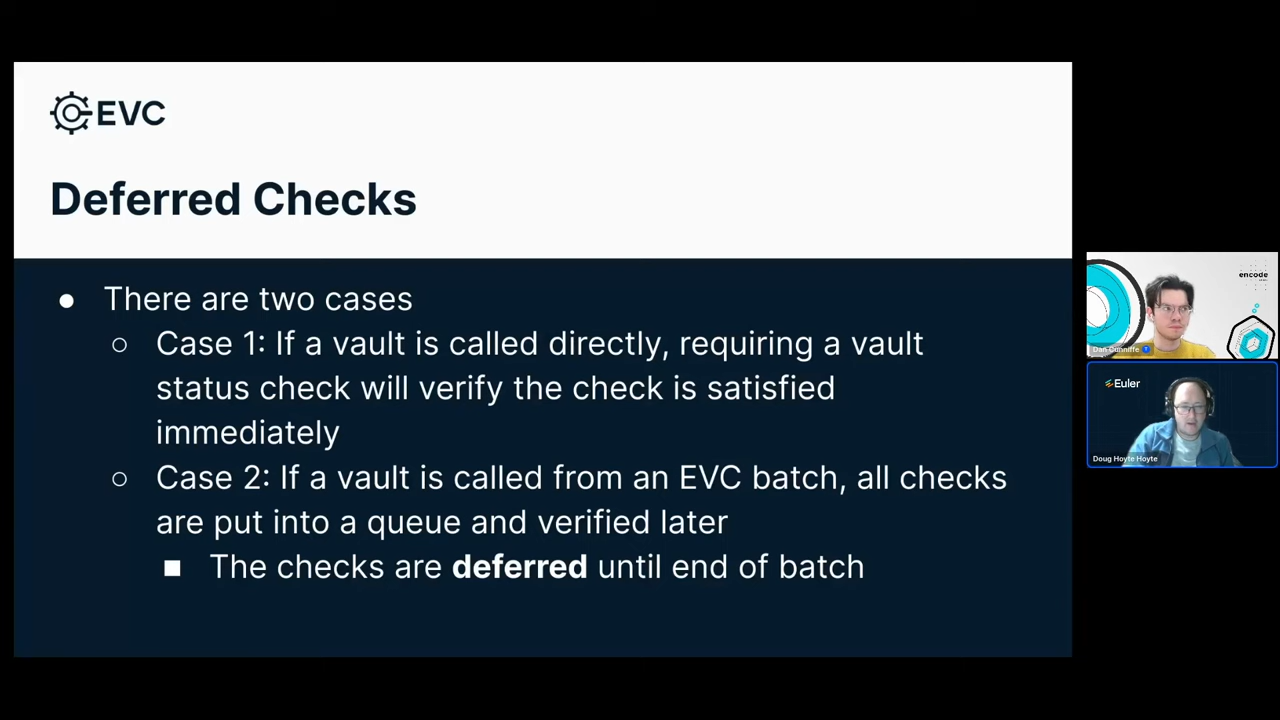 EVC
Deferred Checks
● There are two cases
○ Case 1: If a vault is called directly, requiring a vault
status check will verify the check is satisfied
immediately
○ Case 2: If a vault is called from an EVC batch, all checks
are put into a queue and verified later
■ The checks are deferred until end of batch
encode
Dan Cunniffe
Euler
Doug Hoyte Hoyte